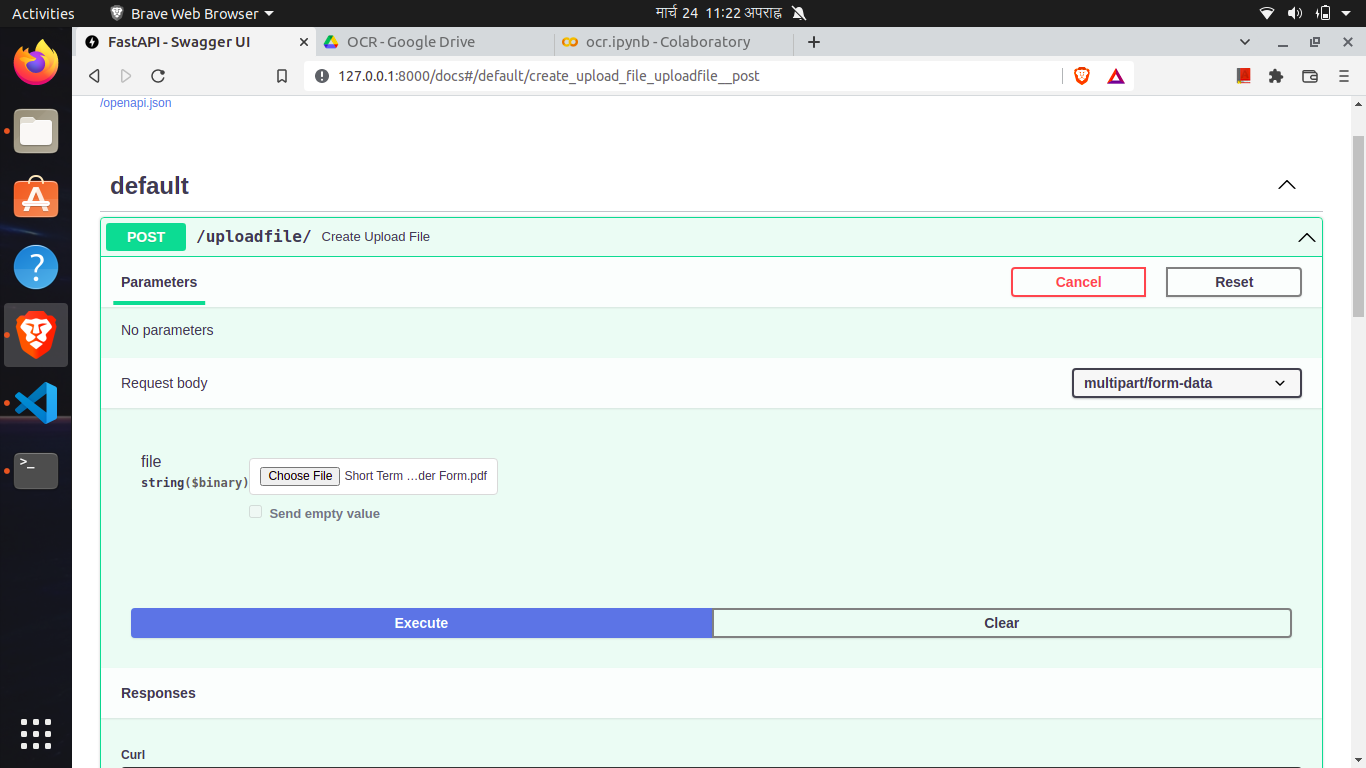 Activities
Brave Web Browser
मार्च 24 11:22 अपराह्न
FastAPI - Swagger UI
OCR - Google Drive
ocr.ipynb - Colaboratory
127.0.0.1:8000/docs#/default/create_upload_file_uploadfile__post
/openapi.json
default
POST /uploadfile/ Create Upload File
Parameters
Cancel
Reset
No parameters
Request body
multipart/form-data
file
string($binary)
Choose File Short Term ...der Form.pdf
Send empty value
Execute
Clear
Responses
Curl